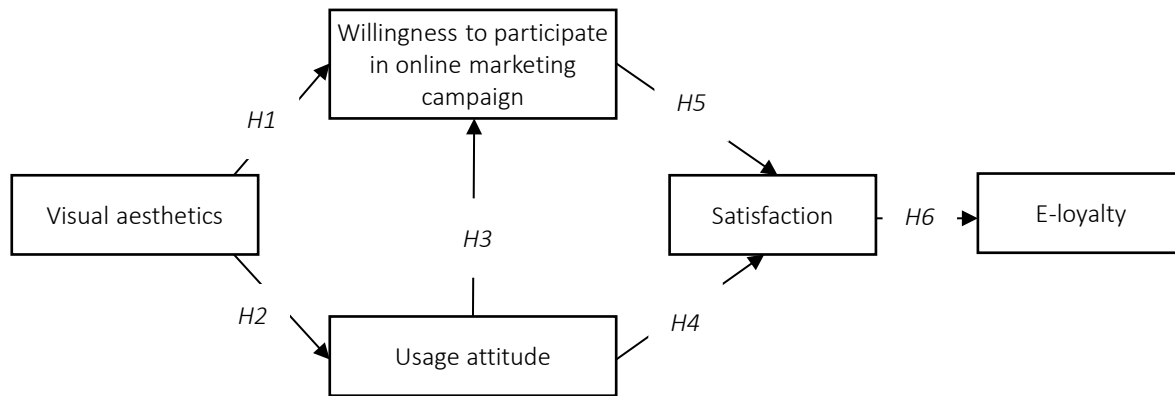 Willingness to participate
in online marketing
campaign
H1
H5
Visual aesthetics
H3
Satisfaction
H6
E-loyalty
H2
H4
Usage attitude